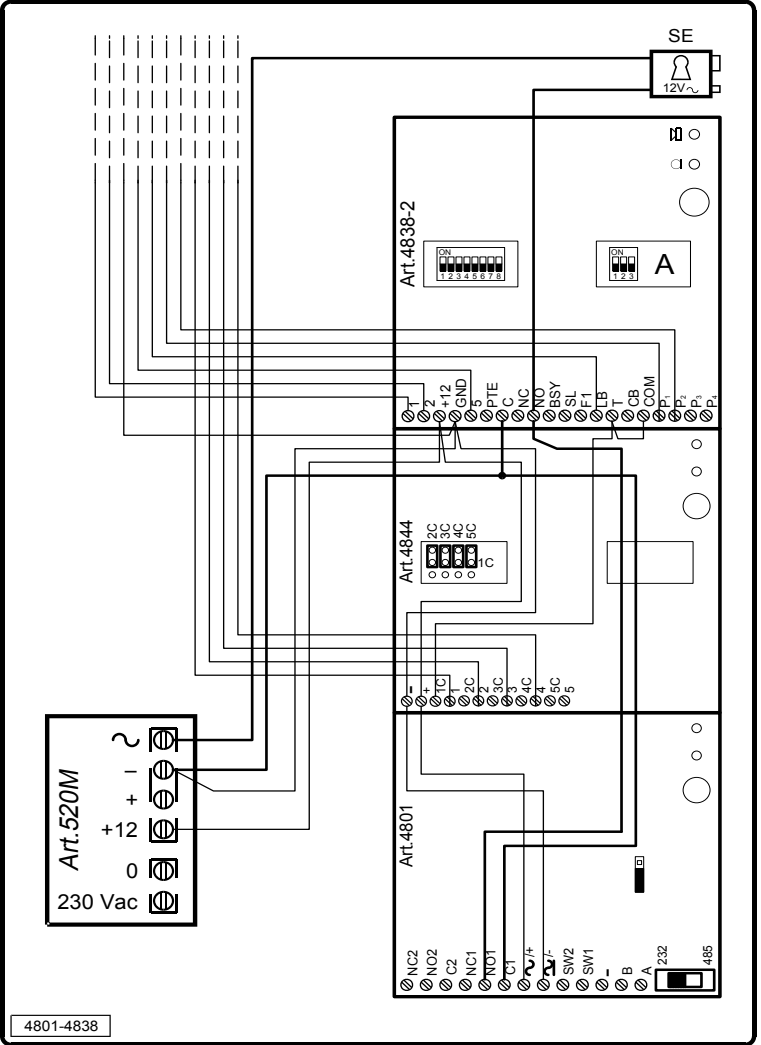 SE
12V
Art.4838-2
ON
1 2 3 4 5 6 7 8
ON
1 2 3
A
1
2
+12
GND
5
PTE
C
NC
NO
BSY
SL
F1
LB
T
CB
COM
P1
P2
P3
P4
Art.4844
2C
3C
4C
5C
1C
–
+
1C
1
2C
2
3C
3
4C
4
5C
5
Art.520M
–
+
+12
0
230 Vac
Art.4801
NC2
NO2
C2
NC1
NO1
C1
~/+
~/-
SW2
SW1
–
B
A
232
485
4801-4838